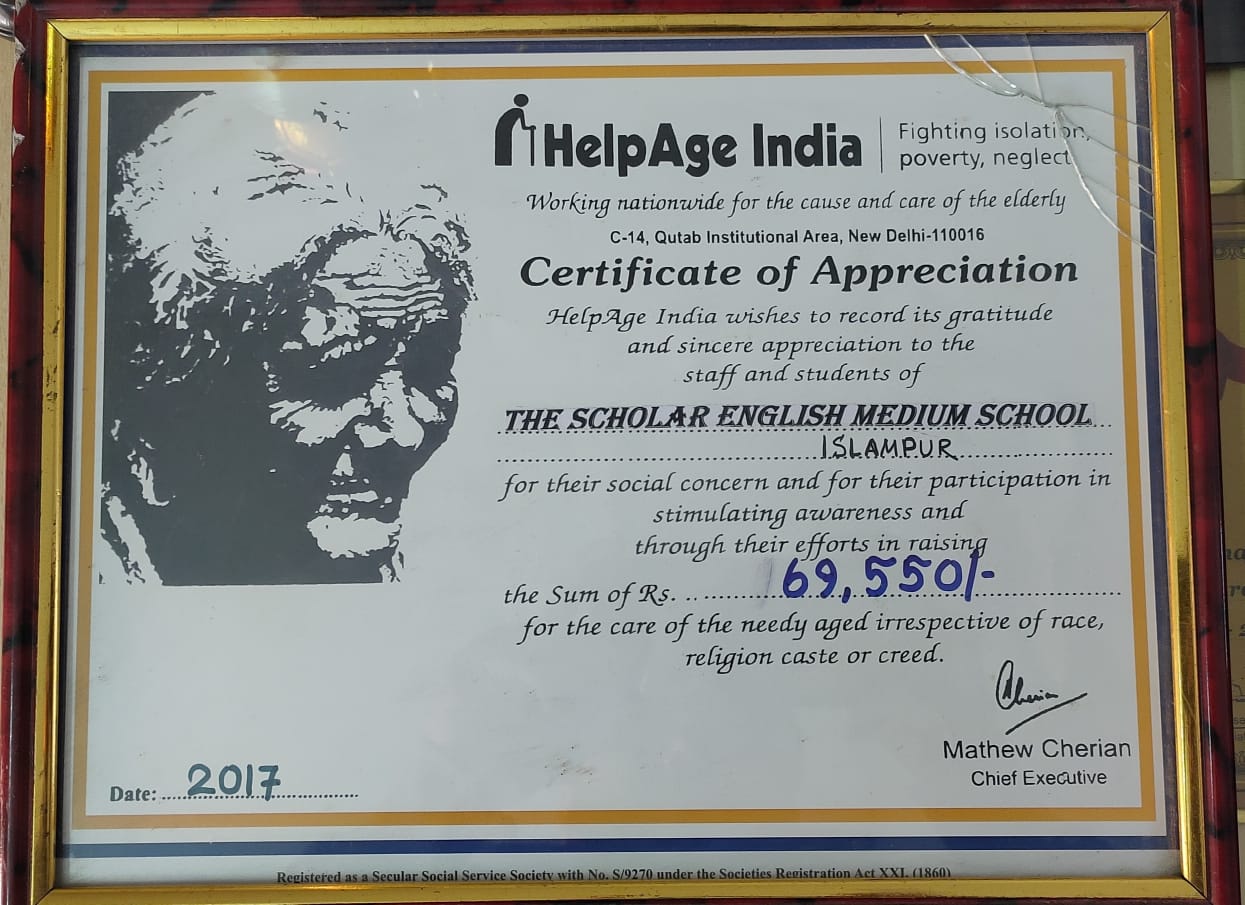 HelpAge India
Fighting isolation,
poverty, neglect
Working nationwide for the cause and care of the elderly
C-14, Qutab Institutional Area, New Delhi-110016
Certificate of Appreciation
HelpAge India wishes to record its gratitude
and sincere appreciation to the
staff and students of
THE SCHOLAR ENGLISH MEDIUM SCHOOL
ISLAMPUR
for their social concern and for their participation in
stimulating awareness and
through their efforts in raising
the Sum of Rs. 69,550/-
for the care of the needy aged irrespective of race,
religion caste or creed.
Cherian
Mathew Cherian
Chief Executive
Date: 2017
Registered as a Secular Social Service Society with No. S/9270 under the Societies Registration Act XXI. (1860)